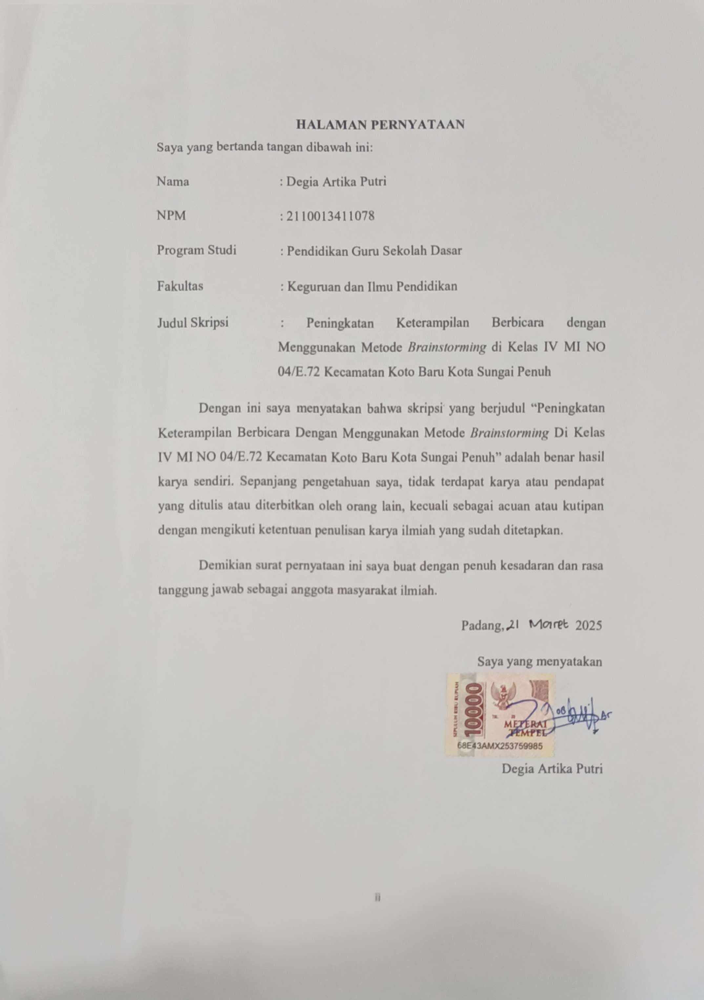 HALAMAN PERNYATAAN
Saya yang bertanda tangan dibawah ini:
Nama : Degia Artika Putri
NPM : 2110013411078
Program Studi : Pendidikan Guru Sekolah Dasar
Fakultas : Keguruan dan Ilmu Pendidikan
Judul Skripsi : Peningkatan Keterampilan Berbicara dengan
Menggunakan Metode Brainstorming di Kelas IV MI NO
04/E.72 Kecamatan Koto Baru Kota Sungai Penuh
Dengan ini saya menyatakan bahwa skripsi yang berjudul “Peningkatan
Keterampilan Berbicara Dengan Menggunakan Metode Brainstorming Di Kelas
IV MI NO 04/E.72 Kecamatan Koto Baru Kota Sungai Penuh” adalah benar hasil
karya sendiri. Sepanjang pengetahuan saya, tidak terdapat karya atau pendapat
yang ditulis atau diterbitkan oleh orang lain, kecuali sebagai acuan atau kutipan
dengan mengikuti ketentuan penulisan karya ilmiah yang sudah ditetapkan.
Demikian surat pernyataan ini saya buat dengan penuh kesadaran dan rasa
tanggung jawab sebagai anggota masyarakat ilmiah.
Padang, 21 Maret 2025
Saya yang menyatakan
SEPULUH RIBU RUPIAH
10000
TGL. 20
METERAI
TEMPEL
68E43AMX253759985
Degia Artika Putri
ii